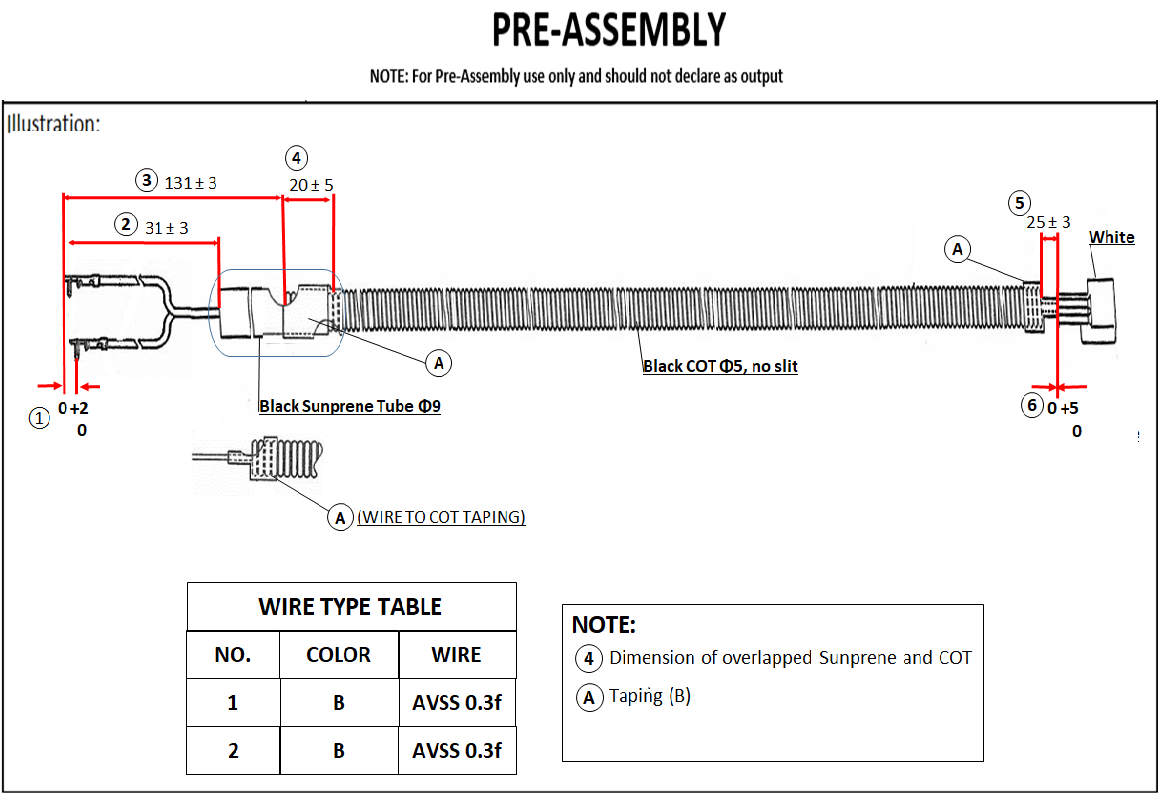 PRE-ASSEMBLY
NOTE: For Pre-Assembly use only and should not declare as output
Illustration:
4
3 131 ± 3 20 ± 5
5
2 31 ± 3 25 ± 3
A White
A
Black COT Φ5, no slit
Black Sunprene Tube Φ9
1 0 +2
0
6 0 +5
0
A (WIRE TO COT TAPING)
WIRE TYPE TABLE
NO. COLOR WIRE
1 B AVSS 0.3f
2 B AVSS 0.3f
NOTE:
4 Dimension of overlapped Sunprene and COT
A Taping (B)